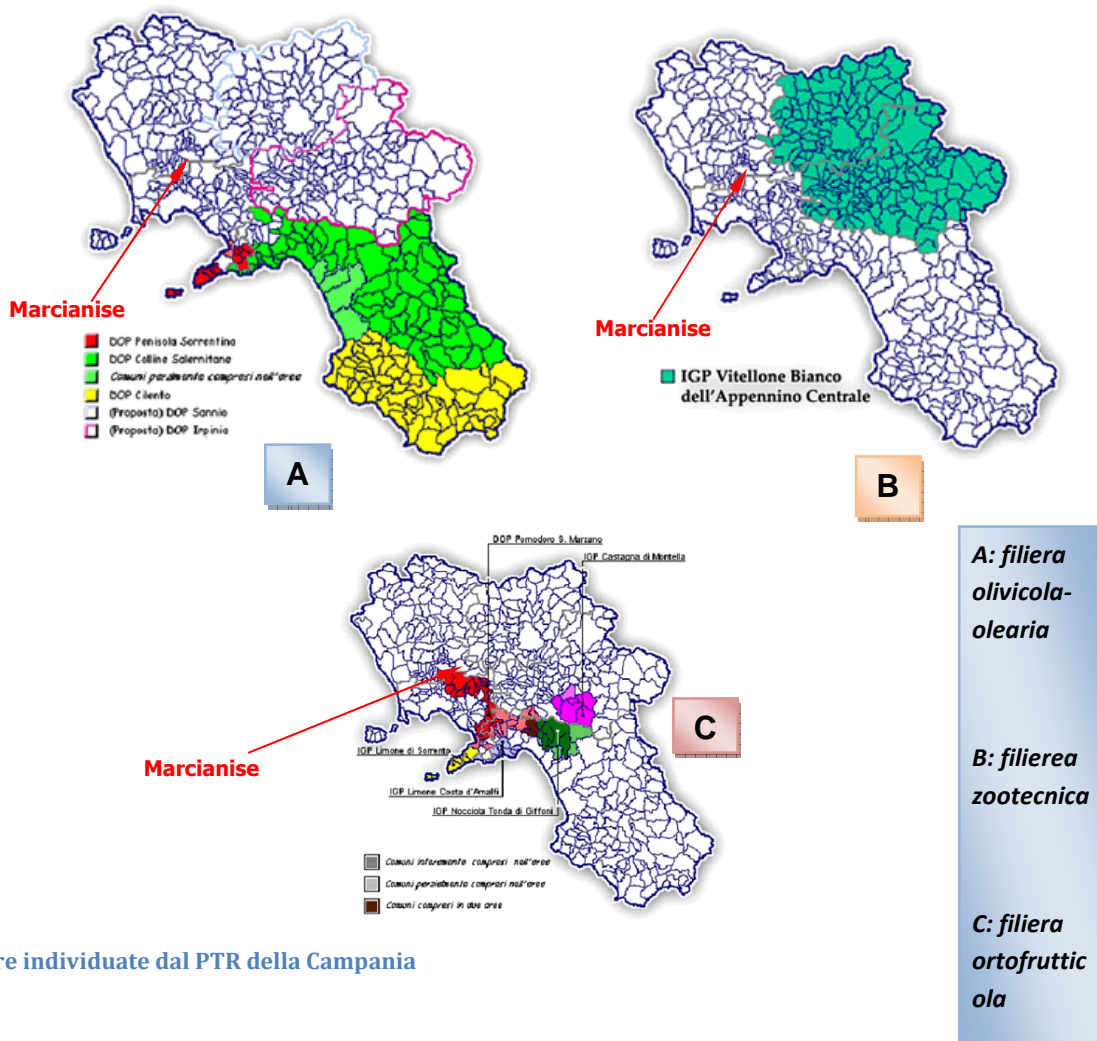 Marcianise
DOP Penisola Sorrentina
DOP Colline Salernitane
Comuni parzialmente compresi nell'area
DOP Cilento
(Proposta) DOP Sannio
(Proposta) DOP Irpinia
A
Marcianise
IGP Vitellone Bianco
dell'Appennino Centrale
B
DOP Pomodoro S. Marzano
IGP Castagna di Montella
Marcianise
IGP Limone di Sorrento
IGP Limone Costa d'Amalfi
IGP Nocciola Tonda di Giffoni
Comuni interamente compresi nell'area
Comuni parzialmente compresi nell'area
Comuni compresi in due aree
C
A: filiera
olivicola-
olearia
B: filierea
zootecnica
C: filiera
ortofruttic
ola
re individuate dal PTR della Campania